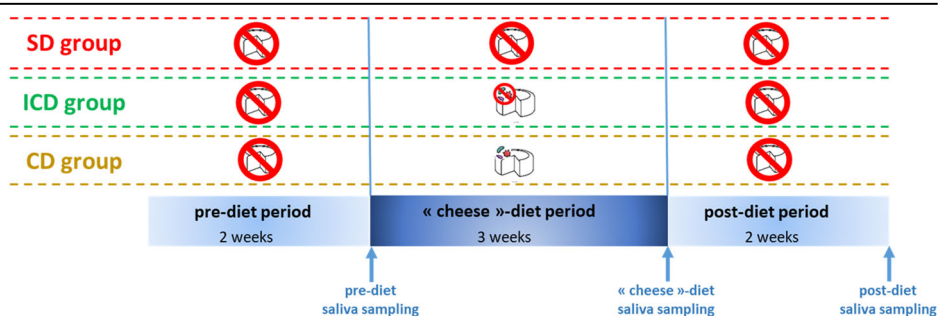 SD group
ICD group
CD group
pre-diet period
2 weeks
« cheese »-diet period
3 weeks
post-diet period
2 weeks
pre-diet
saliva sampling
« cheese »-diet
saliva sampling
post-diet
saliva sampling